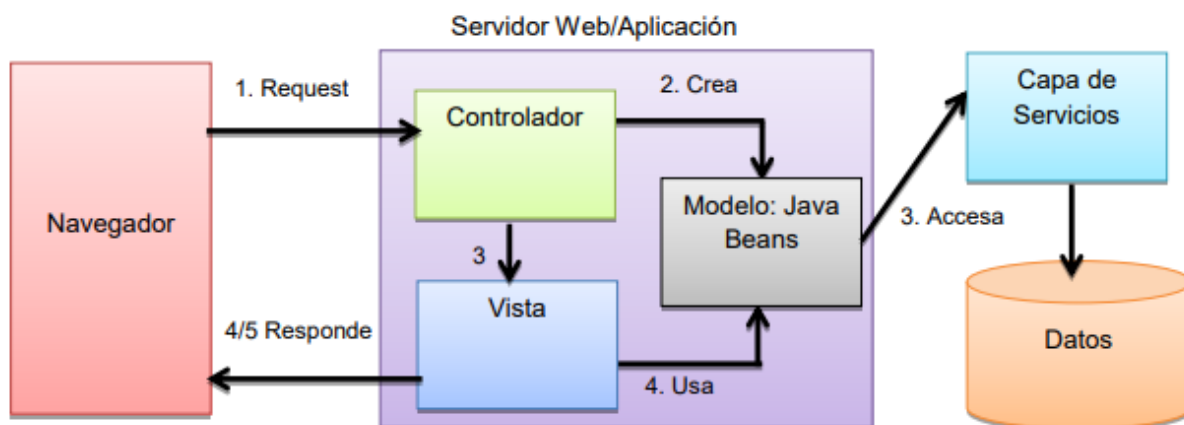 Servidor Web/Aplicación
1. Request
2. Crea
Controlador
Capa de
Servicios
Navegador
Modelo: Java
Beans
3. Accesa
3
Vista
4/5 Responde
4. Usa
Datos